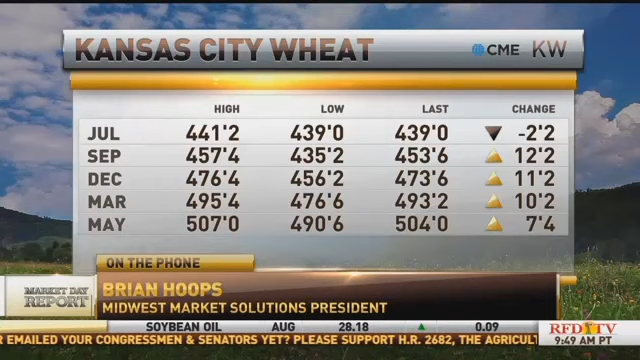 KANSAS CITY WHEAT CME KW
HIGH LOW LAST CHANGE
JUL 441'2 439'0 439'0 -2'2
SEP 457'4 435'2 453'6 12'2
DEC 476'4 456'2 473'6 11'2
MAR 495'4 476'6 493'2 10'2
MAY 507'0 490'6 504'0 7'4
ON THE PHONE
BRIAN HOOPS
MIDWEST MARKET SOLUTIONS PRESIDENT
MARKET DAY
REPORT
SOYBEAN OIL AUG 28.18 0.09
RFD TV
R EMAILED YOUR CONGRESSMEN & SENATORS YET? PLEASE SUPPORT H.R. 2682, THE AGRICULT
9:49 AM PT